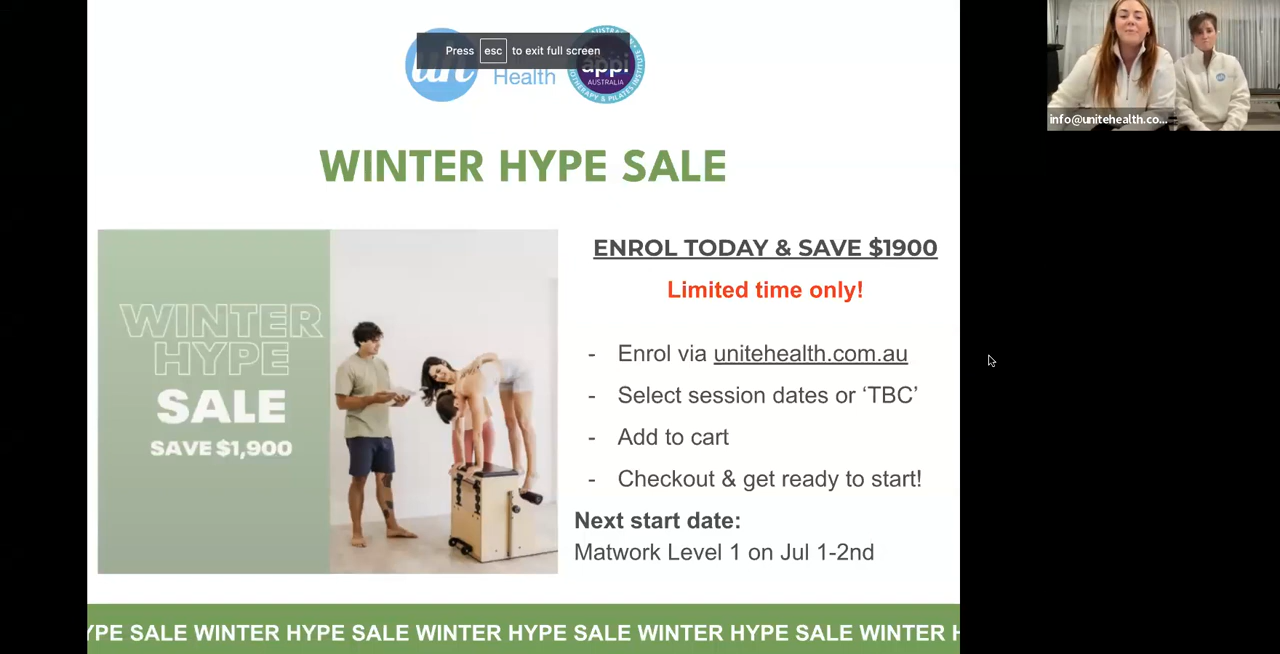 Press esc to exit full screen
un
Health
appi
AUSTRALIA
WINTER HYPE SALE
ENROL TODAY & SAVE $1900
Limited time only!
WINTER
HYPE
SALE
SAVE $1,900
- Enrol via unitehealth.com.au
- Select session dates or ‘TBC’
- Add to cart
- Checkout & get ready to start!
Next start date:
Matwork Level 1 on Jul 1-2nd
YPE SALE WINTER HYPE SALE WINTER HYPE SALE WINTER HYPE SALE WINTER H
info@unitehealth.co...